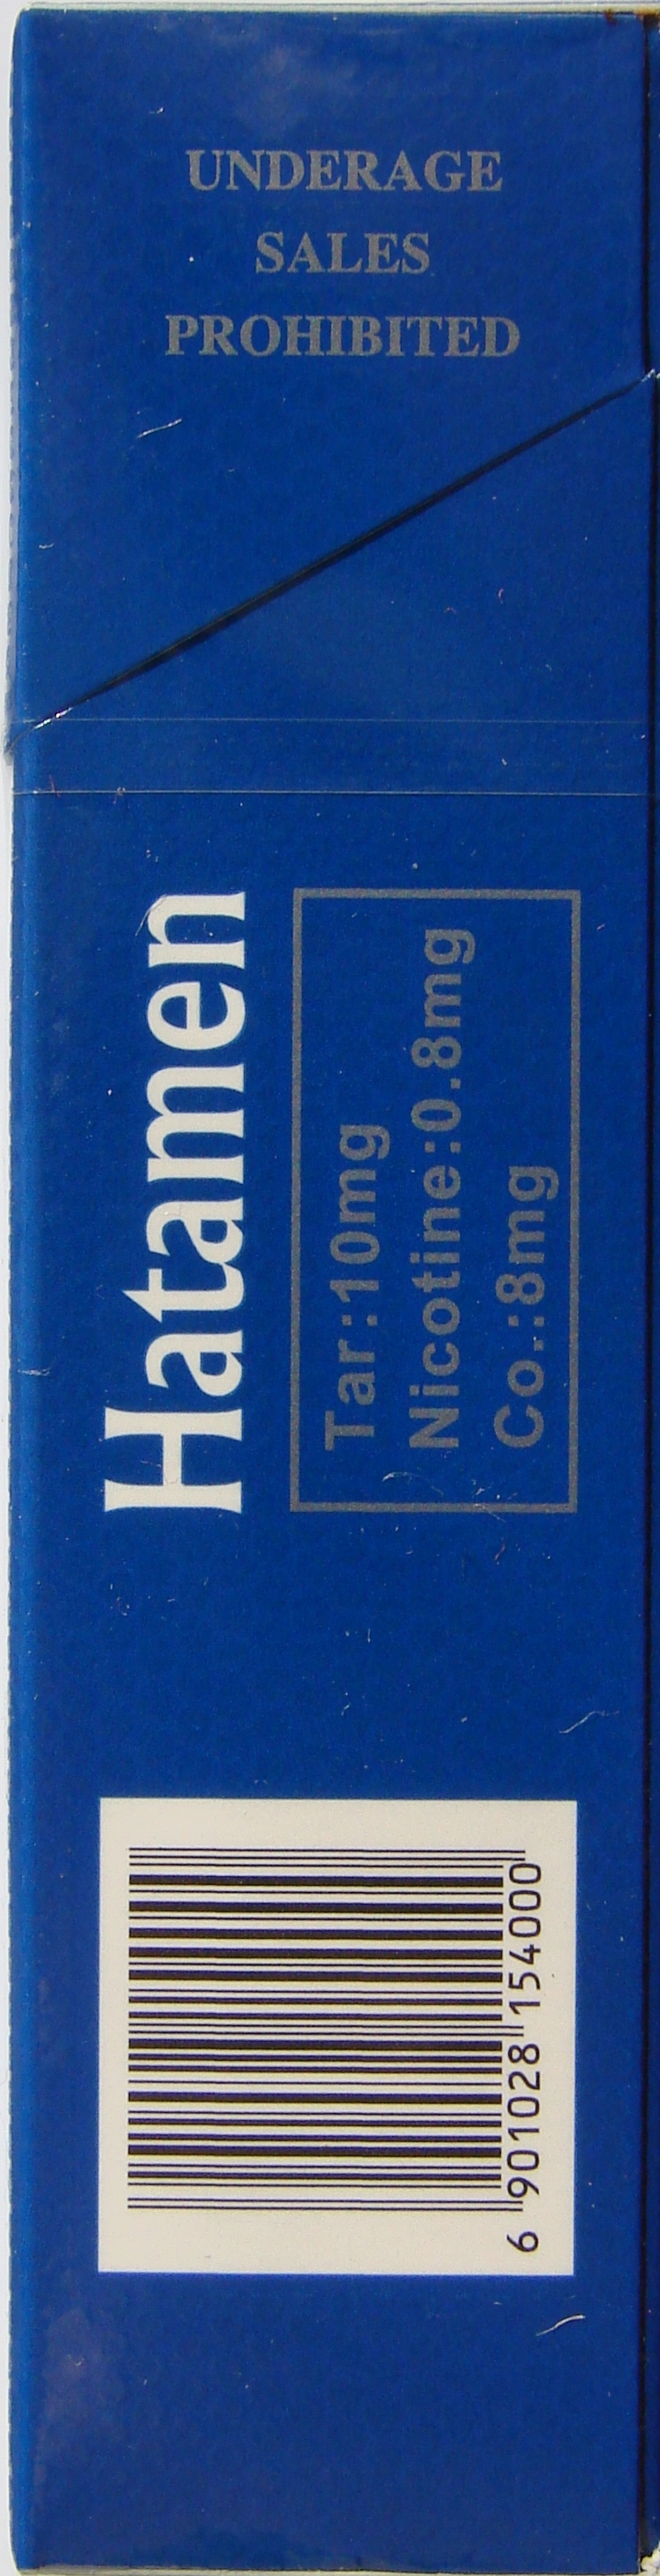 UNDERAGE
SALES
PROHIBITED
Hatamen
Tar:10mg
Nicotine:0.8mg
Co.:8mg
6 901028 154000